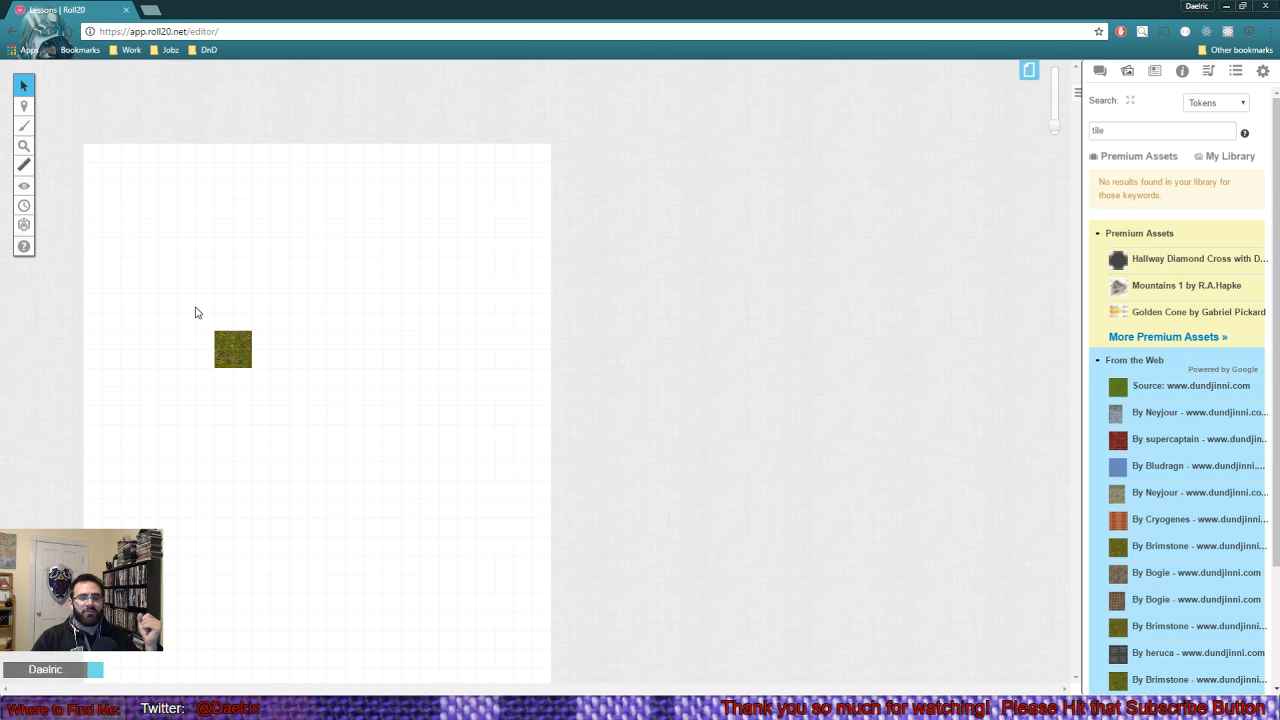 Lessons | Roll20
Daelric
https://app.roll20.net/editor/
Apps
Bookmarks
Work
Jobz
DnD
Other bookmarks
Search:
Tokens
tile
Premium Assets
My Library
No results found in your library for
those keywords.
Premium Assets
Hallway Diamond Cross with D...
Mountains 1 by R.A.Hapke
Golden Cone by Gabriel Pickard
More Premium Assets »
From the Web
Powered by Google
Source: www.dundjinni.com
By Neyjour - www.dundjinni.co...
By supercaptain - www.dundjin..
By Bludragn - www.dundjinni....
By Neyjour - www.dundjinni.co...
By Cryogenes - www.dundjinni...
By Brimstone - www.dundjinni...
By Bogie - www.dundjinni.com
By Bogie - www.dundjinni.com
By Brimstone - www.dundjinni...
By heruca - www.dundjinni.com
By Brimstone - www.dundjinni...
Daelric
Where to Find Me:
Twitter:
@Daelric
Thank you so much for watching! Please Hit that Subscribe Button